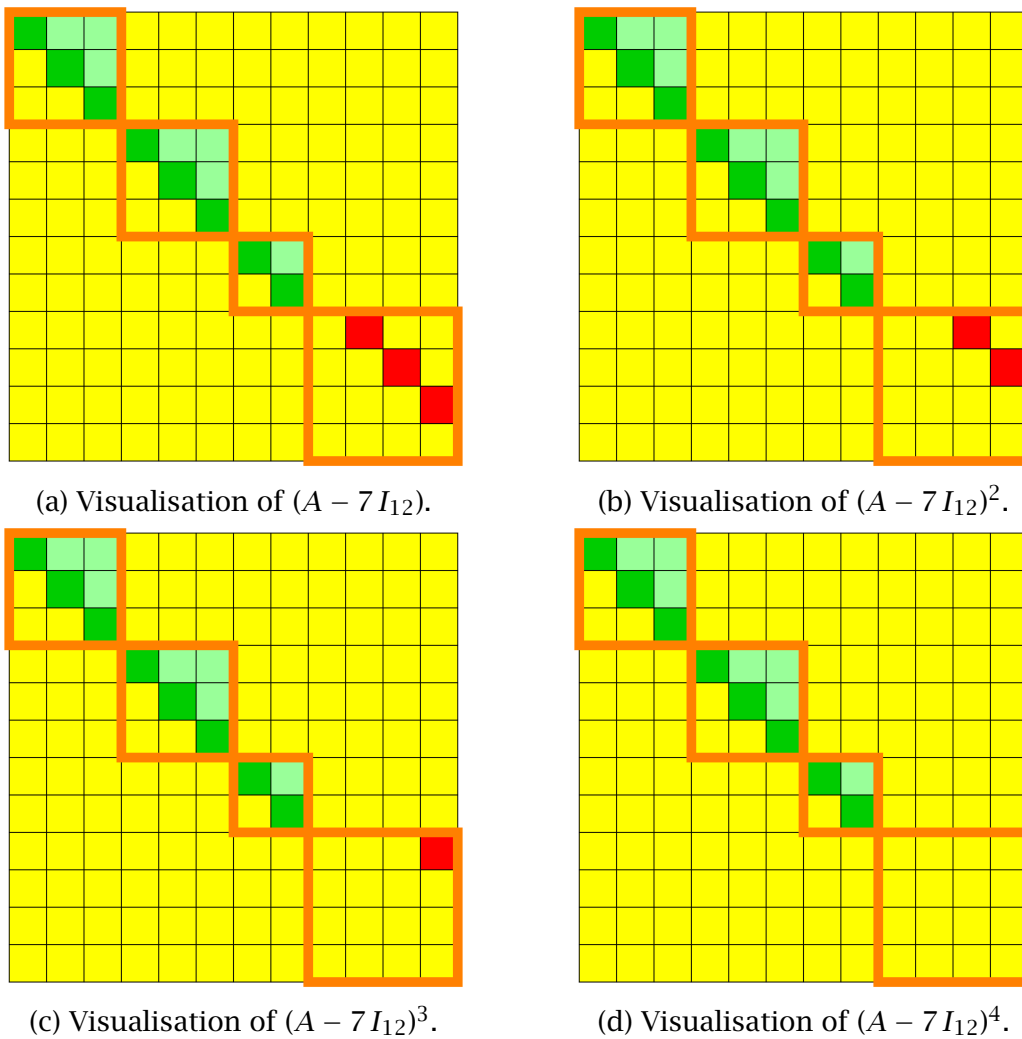 (a) Visualisation of (A − 7 I₁₂).
(b) Visualisation of (A − 7 I₁₂)².
(c) Visualisation of (A − 7 I₁₂)³.
(d) Visualisation of (A − 7 I₁₂)⁴.